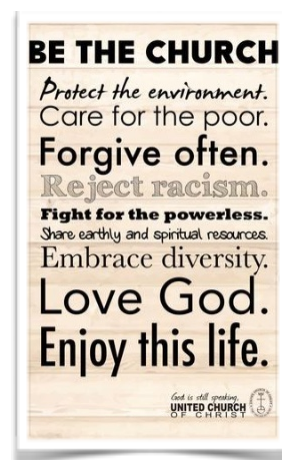 BE THE CHURCH
Protect the environment.
Care for the poor.
Forgive often.
Reject racism.
Fight for the powerless.
Share earthly and spiritual resources.
Embrace diversity.
Love God.
Enjoy this life.
God is still speaking,
UNITED CHURCH
OF CHRIST